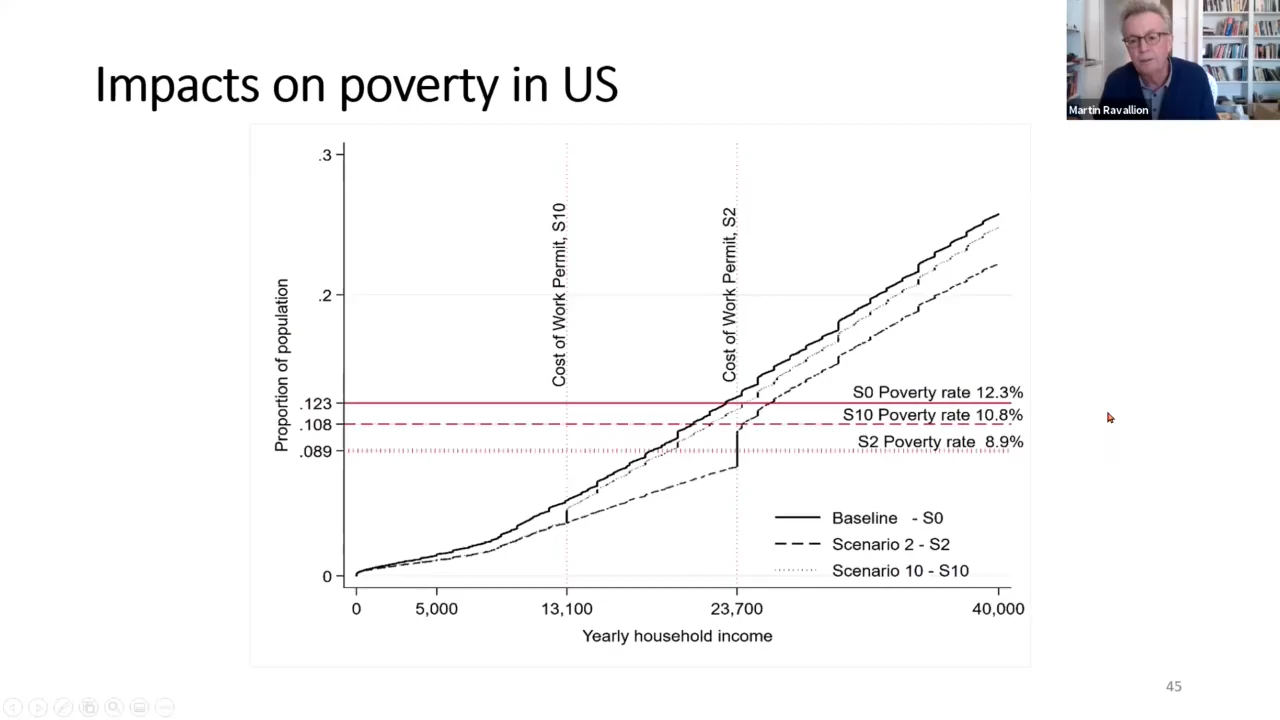 Impacts on poverty in US
Martin Ravallion
.3
.2
.123
.108
.089
0
Proportion of population
Cost of Work Permit, S10
Cost of Work Permit, S2
S0 Poverty rate 12.3%
S10 Poverty rate 10.8%
S2 Poverty rate 8.9%
Baseline - S0
Scenario 2 - S2
Scenario 10 - S10
0 5,000 13,100 23,700 40,000
Yearly household income
45